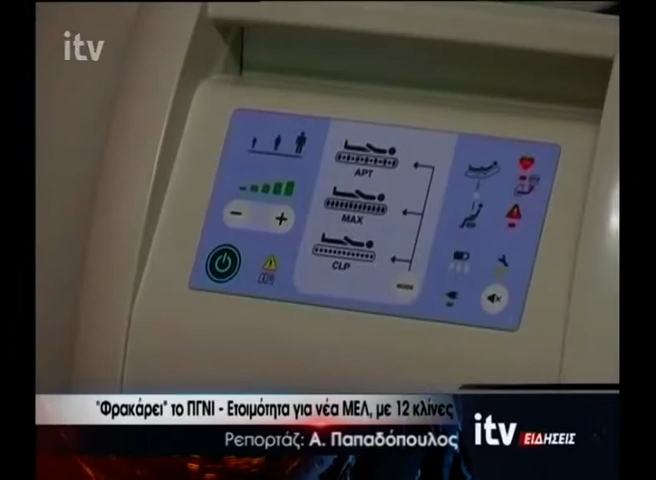 itv
APT
MAX
CLP
MODE
"Φρακάρει" το ΠΓΝΙ - Ετοιμότητα για νέα ΜΕΛ, με 12 κλίνες
Ρεπορτάζ: Α. Παπαδόπουλος
itv ΕΙΔΗΣΕΙΣ